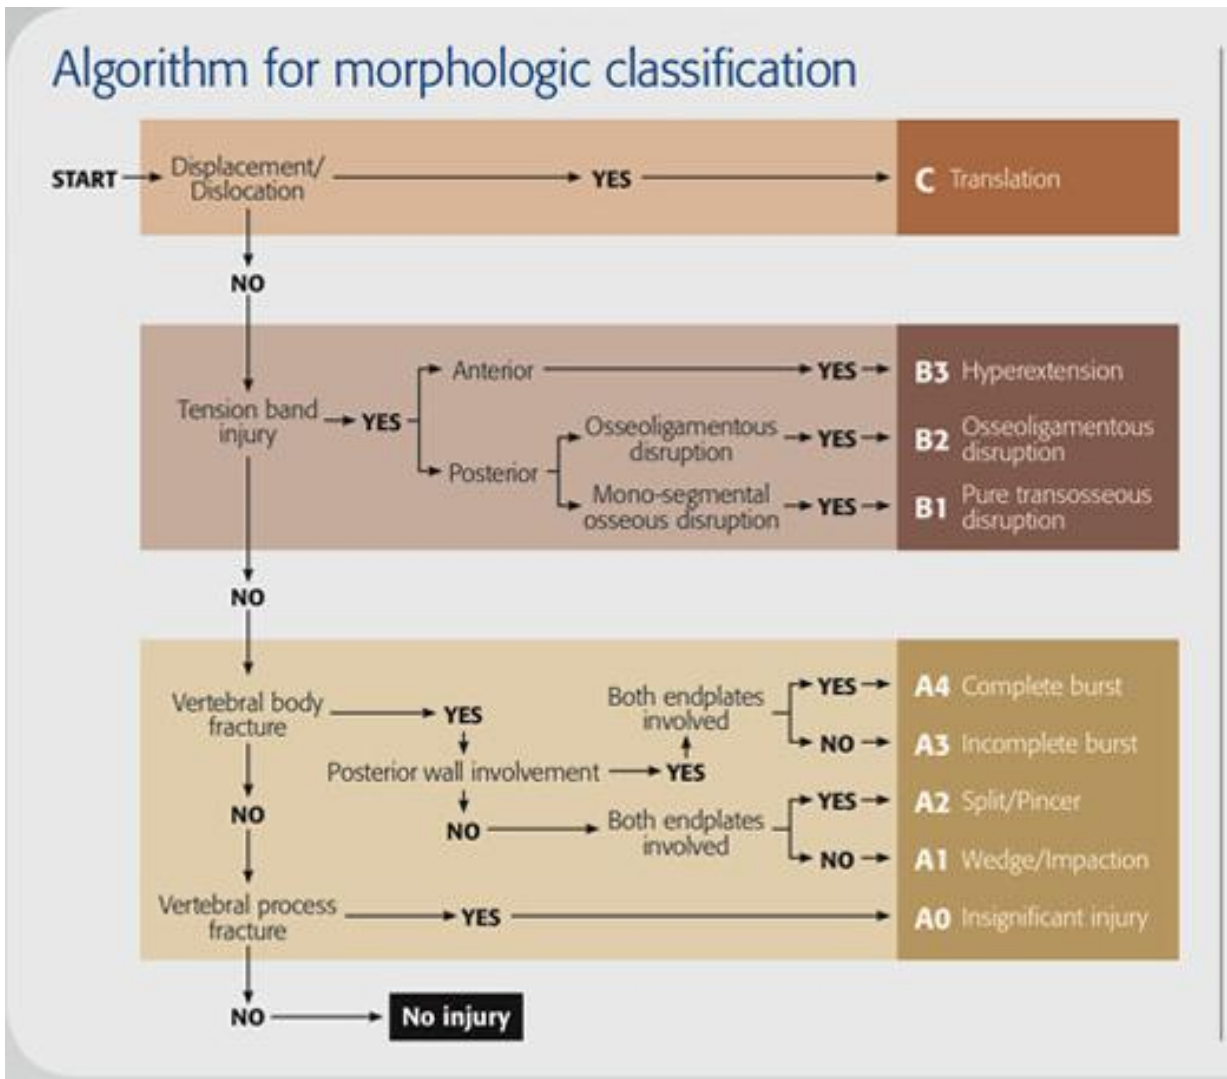 Algorithm for morphologic classification
START
Displacement/
Dislocation
YES
C Translation
NO
Tension band
injury
YES
Anterior
YES
B3 Hyperextension
Posterior
Osseoligamentous
disruption
YES
B2 Osseoligamentous
disruption
Mono-segmental
osseous disruption
YES
B1 Pure transosseous
disruption
NO
Vertebral body
fracture
YES
Posterior wall involvement
YES
Both endplates
involved
YES
A4 Complete burst
NO
A3 Incomplete burst
NO
Both endplates
involved
YES
A2 Split/Pincer
NO
A1 Wedge/Impaction
NO
Vertebral process
fracture
YES
A0 Insignificant injury
NO
No injury